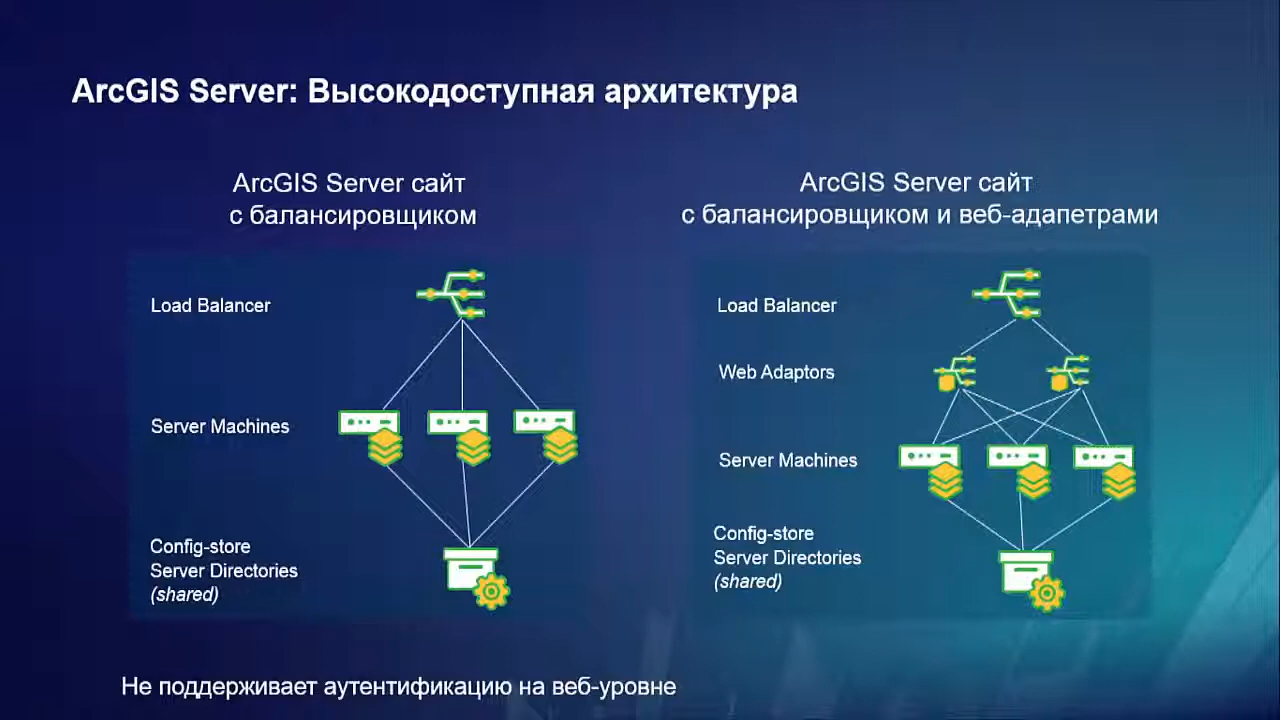 ArcGIS Server: Высокодоступная архитектура
ArcGIS Server сайт
с балансировщиком
Load Balancer
Server Machines
Config-store
Server Directories
(shared)
ArcGIS Server сайт
с балансировщиком и веб-адапетрами
Load Balancer
Web Adaptors
Server Machines
Config-store
Server Directories
(shared)
Не поддерживает аутентификацию на веб-уровне